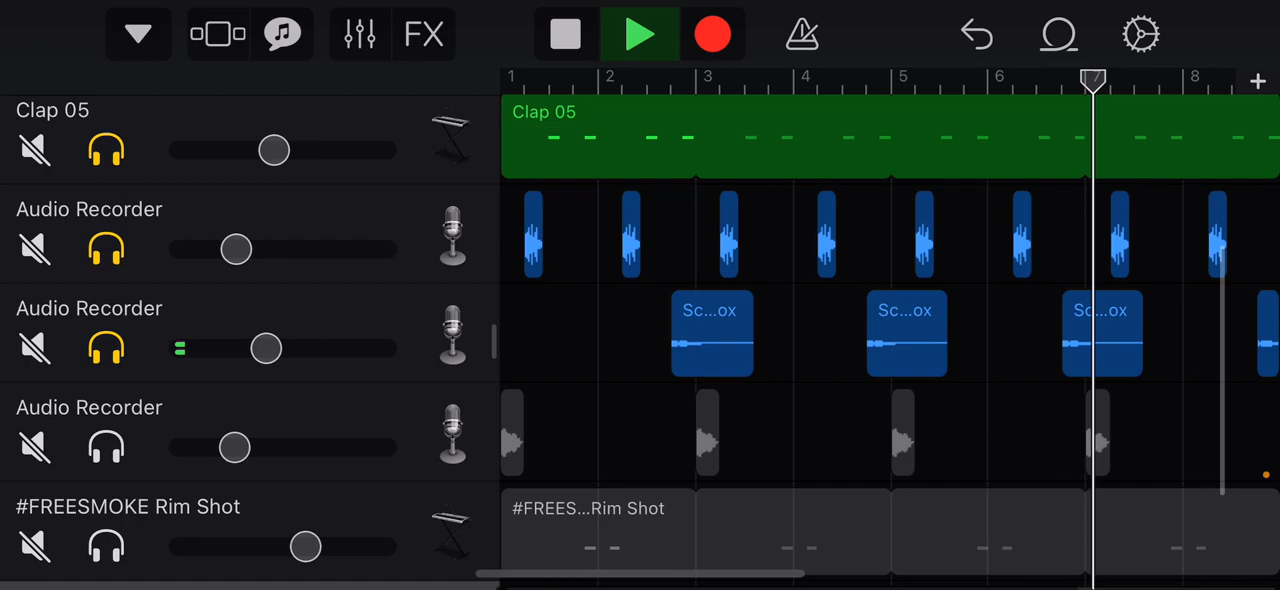 FX
1 2 3 4 5 6 7 8 +
Clap 05
Clap 05
Audio Recorder
Audio Recorder
Sc...ox Sc...ox Sc...ox
Audio Recorder
#FREESMOKE Rim Shot
#FREES...Rim Shot